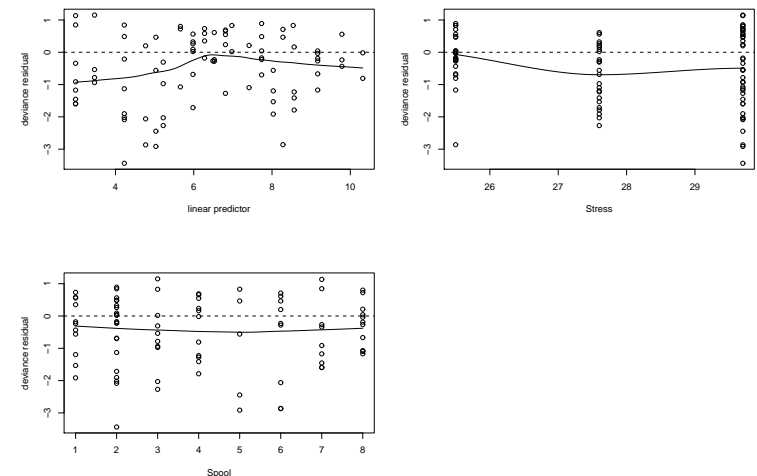 deviance residual
1
0
−1
−2
−3
4 6 8 10
linear predictor
deviance residual
1
0
−1
−2
−3
26 27 28 29
Stress
deviance residual
1
0
−1
−2
−3
1 2 3 4 5 6 7 8
Spool